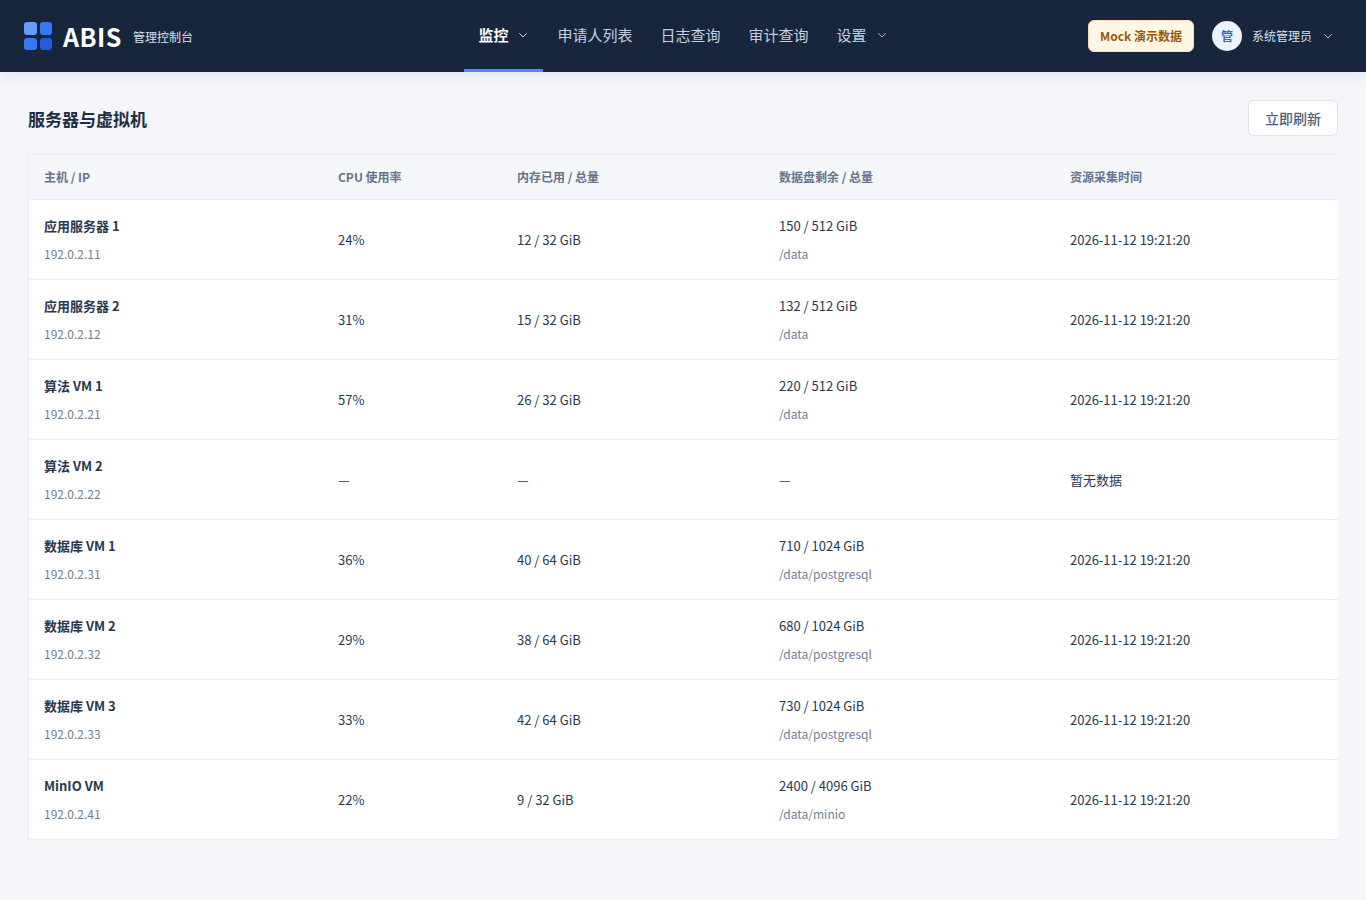 ABIS 管理控制台 监控 申请人列表 日志查询 审计查询 设置 Mock 演示数据 管 系统管理员
服务器与虚拟机 立即刷新
主机 / IP CPU 使用率 内存已用 / 总量 数据盘剩余 / 总量 资源采集时间
应用服务器 1 150 / 512 GiB
24% 12 / 32 GiB 2026-11-12 19:21:20
192.0.2.11 /data
应用服务器 2 132 / 512 GiB
31% 15 / 32 GiB 2026-11-12 19:21:20
192.0.2.12 /data
算法 VM 1 220 / 512 GiB
57% 26 / 32 GiB 2026-11-12 19:21:20
192.0.2.21 /data
算法 VM 2
— — — 暂无数据
192.0.2.22
数据库 VM 1 710 / 1024 GiB
36% 40 / 64 GiB 2026-11-12 19:21:20
192.0.2.31 /data/postgresql
数据库 VM 2 680 / 1024 GiB
29% 38 / 64 GiB 2026-11-12 19:21:20
192.0.2.32 /data/postgresql
数据库 VM 3 730 / 1024 GiB
33% 42 / 64 GiB 2026-11-12 19:21:20
192.0.2.33 /data/postgresql
MinIO VM 2400 / 4096 GiB
22% 9 / 32 GiB 2026-11-12 19:21:20
192.0.2.41 /data/minio